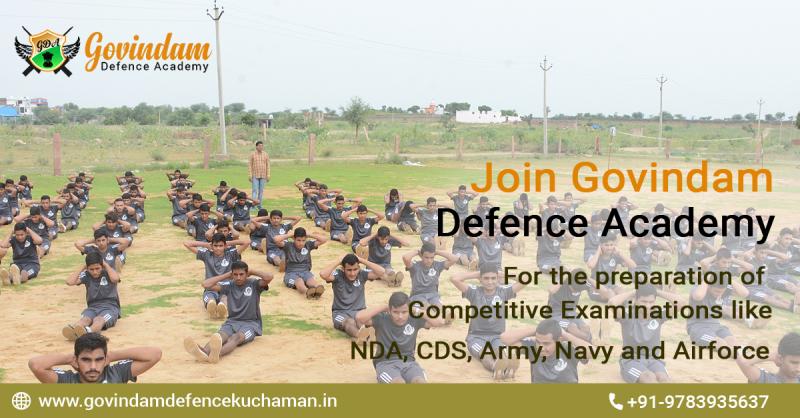 GDA
Govindam
Defence Academy
Join Govindam
Defence Academy
For the preparation of
Competitive Examinations like
NDA, CDS, Army, Navy and Airforce
www.govindamdefencekuchaman.in
+91-9783935637